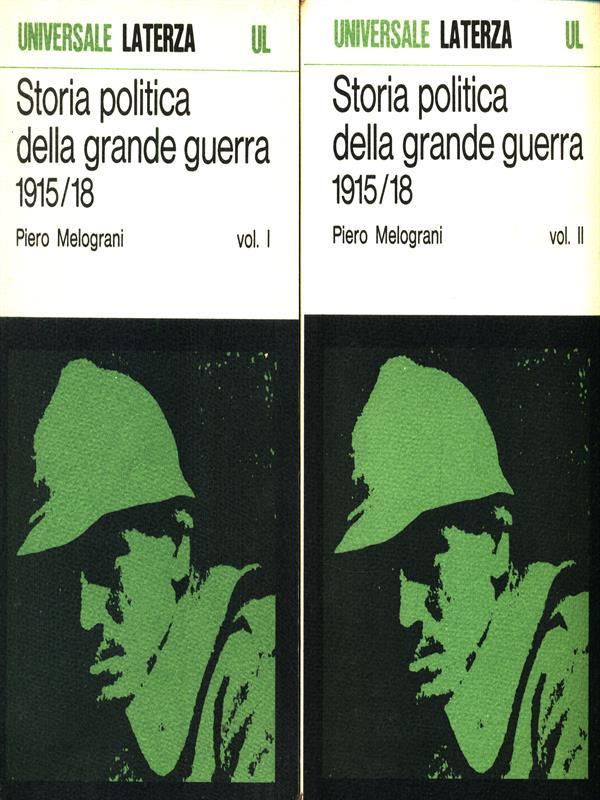 UNIVERSALE LATERZA UL
Storia politica
della grande guerra
1915/18
Piero Melograni vol. I
UNIVERSALE LATERZA UL
Storia politica
della grande guerra
1915/18
Piero Melograni vol. II